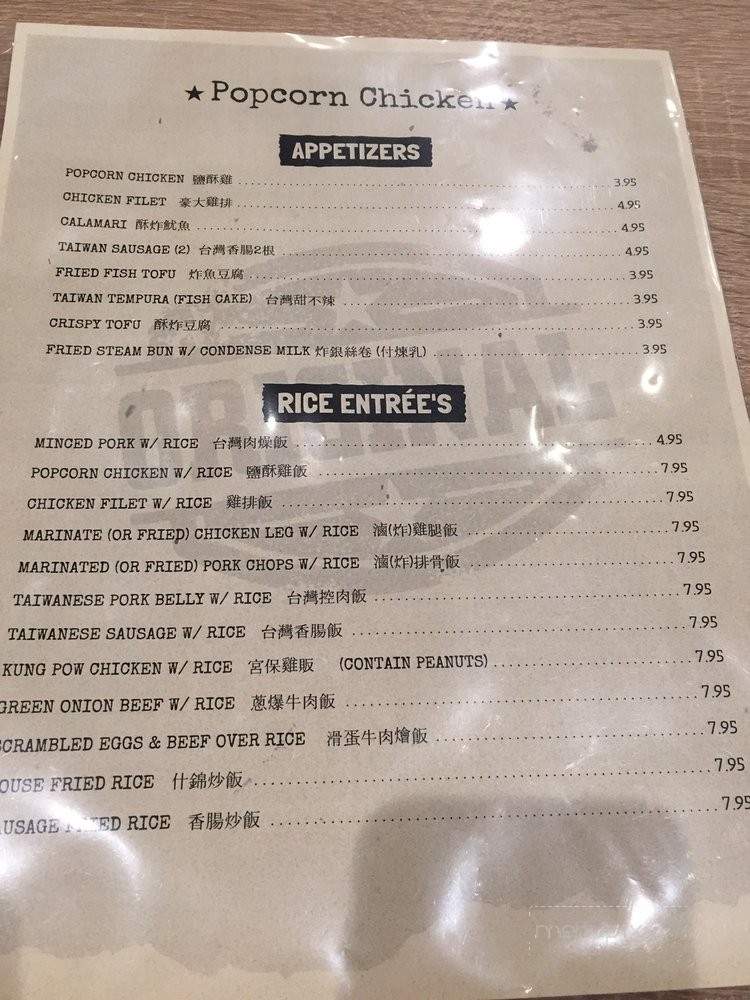 ★ Popcorn Chicken ★
APPETIZERS
POPCORN CHICKEN 鹽酥雞 3.95
CHICKEN FILET 豪大雞排 4.95
CALAMARI 酥炸魷魚 4.95
TAIWAN SAUSAGE (2) 台灣香腸2根 4.95
FRIED FISH TOFU 炸魚豆腐 3.95
TAIWAN TEMPURA (FISH CAKE) 台灣甜不辣 3.95
CRISPY TOFU 酥炸豆腐 3.95
FRIED STEAM BUN W/ CONDENSE MILK 炸銀絲卷 (付煉乳) 3.95
ORIGINAL
RICE ENTRÉE'S
MINCED PORK W/ RICE 台灣肉燥飯 4.95
POPCORN CHICKEN W/ RICE 鹽酥雞飯 7.95
CHICKEN FILET W/ RICE 雞排飯 7.95
MARINATE (OR FRIED) CHICKEN LEG W/ RICE 滷(炸)雞腿飯 7.95
MARINATED (OR FRIED) PORK CHOPS W/ RICE 滷(炸)排骨飯 7.95
TAIWANESE PORK BELLY W/ RICE 台灣控肉飯 7.95
TAIWANESE SAUSAGE W/ RICE 台灣香腸飯 7.95
KUNG POW CHICKEN W/ RICE 宮保雞販 (CONTAIN PEANUTS) 7.95
GREEN ONION BEEF W/ RICE 蔥爆牛肉飯 7.95
SCRAMBLED EGGS & BEEF OVER RICE 滑蛋牛肉燴飯 7.95
OUSE FRIED RICE 什錦炒飯 7.95
AUSAGE FRIED RICE 香腸炒飯 7.95